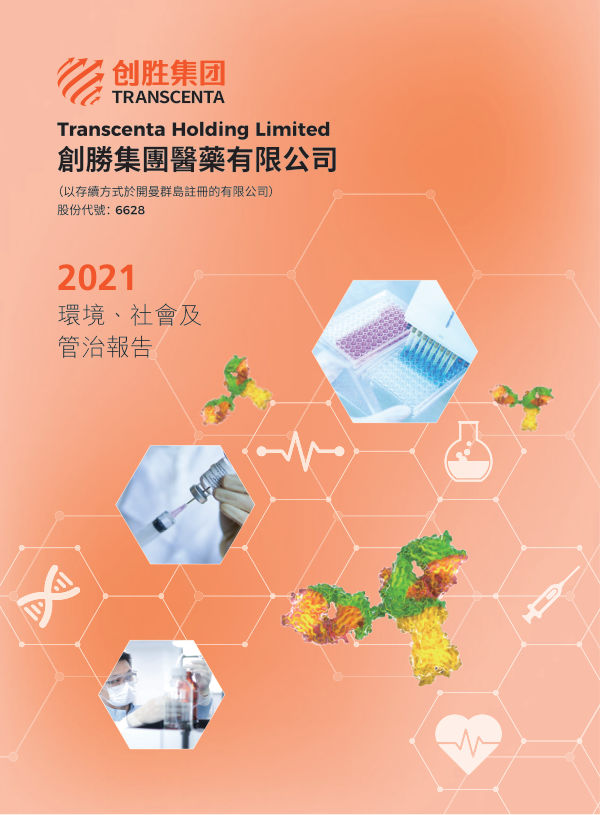 创胜集团
TRANSCENTA
Transcenta Holding Limited
創勝集團醫藥有限公司
（以存續方式於開曼群島註冊的有限公司）
股份代號：6628
2021
環境、社會及
管治報告